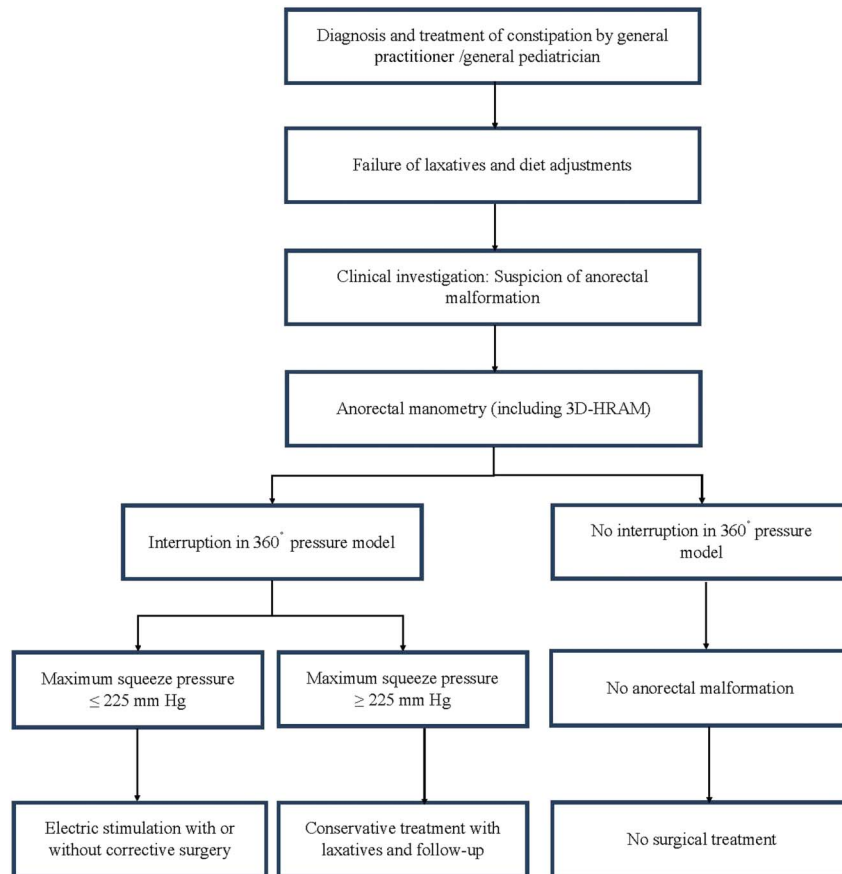 Diagnosis and treatment of constipation by general
practitioner /general pediatrician
Failure of laxatives and diet adjustments
Clinical investigation: Suspicion of anorectal
malformation
Anorectal manometry (including 3D-HRAM)
Interruption in 360° pressure model
No interruption in 360° pressure
model
Maximum squeeze pressure
≤ 225 mm Hg
Maximum squeeze pressure
≥ 225 mm Hg
No anorectal malformation
Electric stimulation with or
without corrective surgery
Conservative treatment with
laxatives and follow-up
No surgical treatment